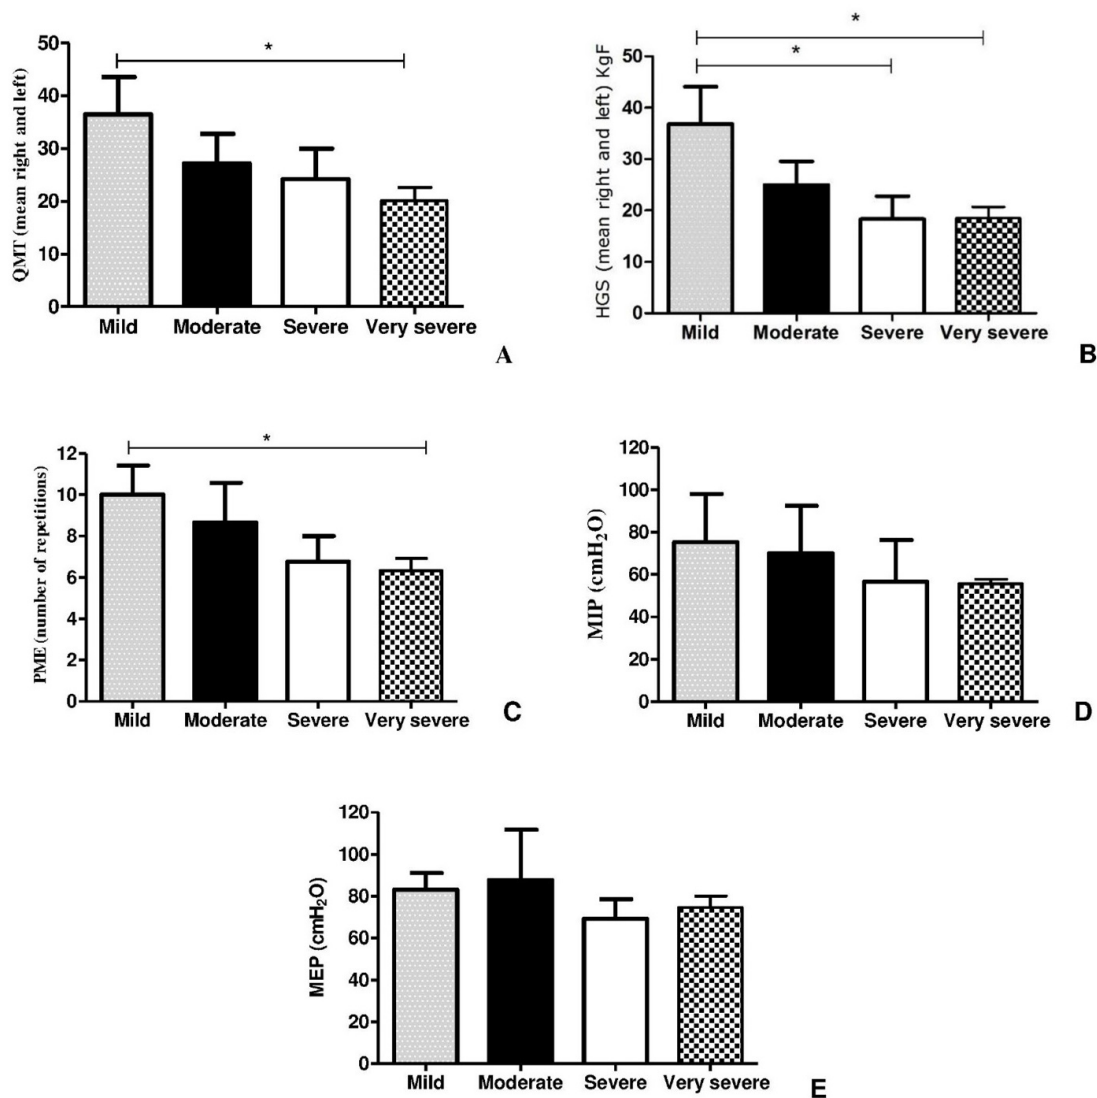 *
50
40
30
20
10
0
QMT (mean right and left)
Mild Moderate Severe Very severe
A
*
*
50
40
30
20
10
0
HGS (mean right and left) KgF
Mild Moderate Severe Very severe
B
*
12
10
8
6
4
2
0
PME (number of repetitions)
Mild Moderate Severe Very severe
C
120
100
80
60
40
20
0
MIP (cmH₂O)
Mild Moderate Severe Very severe
D
120
100
80
60
40
20
0
MEP (cmH₂O)
Mild Moderate Severe Very severe
E